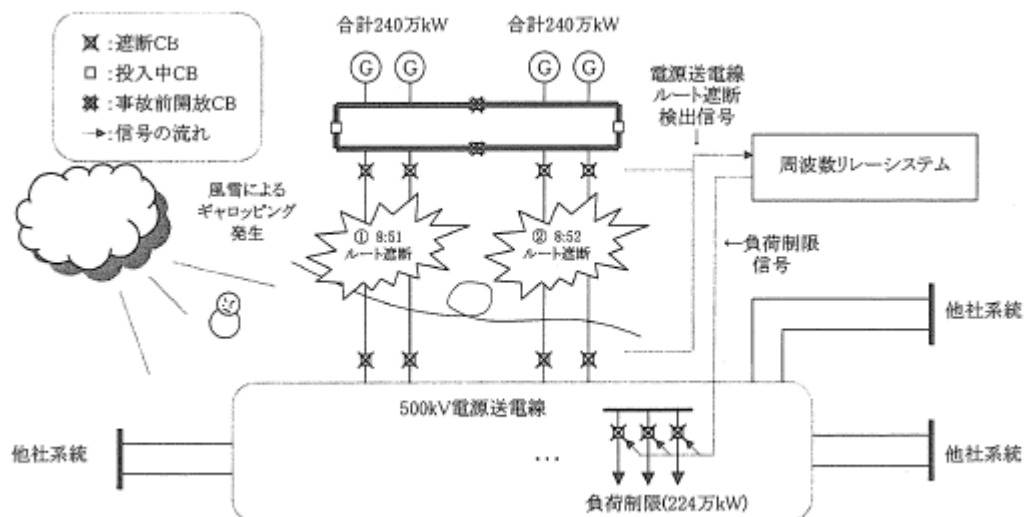 合計240万kW
合計240万kW
:遮断CB
:投入中CB
:事故前開放CB
:信号の流れ
G
G
G
G
電源送電線
ルート遮断
検出信号
周波数リレーシステム
風雪による
ギャロッピング
発生
① 8:51
ルート遮断
② 8:52
ルート遮断
←負荷制限
信号
他社系統
500kV電源送電線
他社系統
…
他社系統
負荷制限(224万kW)